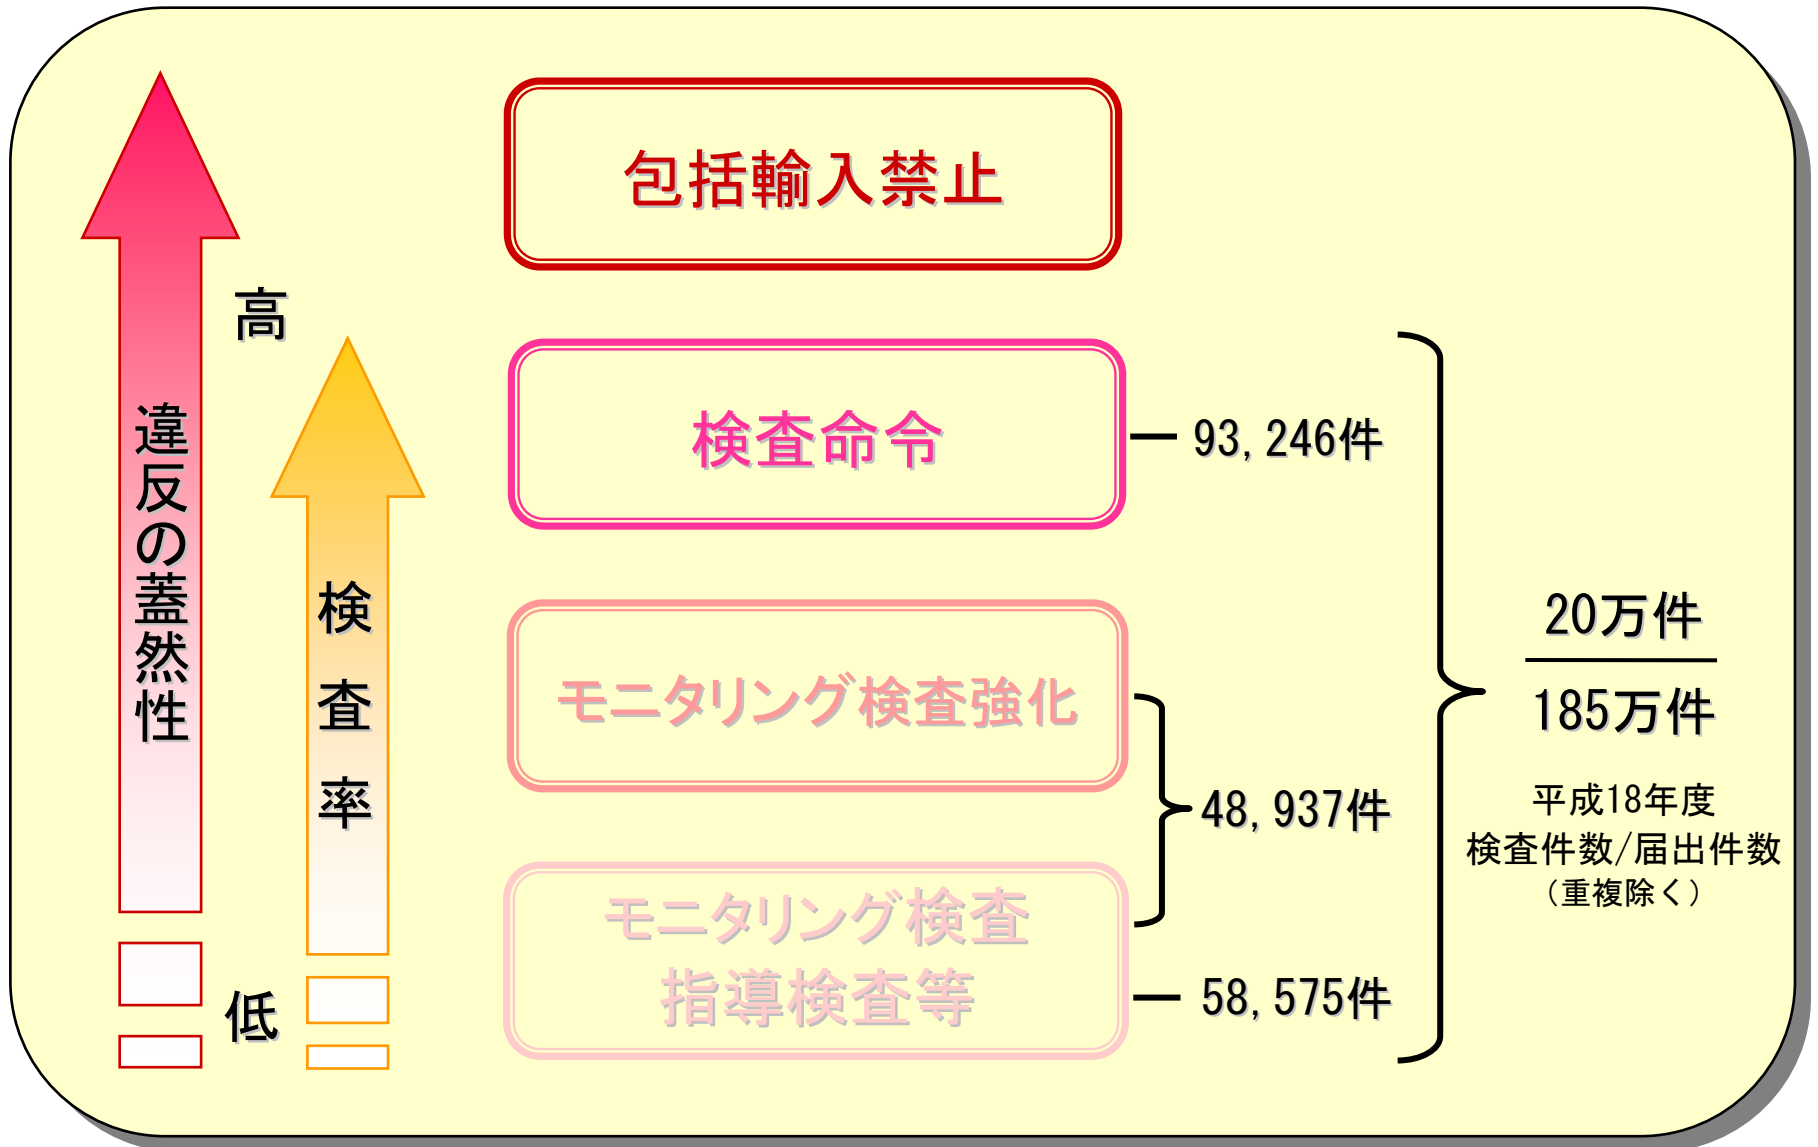 違反の蓋然性
高
低
検査率
包括輸入禁止
検査命令
93,246件
モニタリング検査強化
48,937件
モニタリング検査
指導検査等
58,575件
20万件
185万件
平成18年度
検査件数/届出件数
（重複除く）